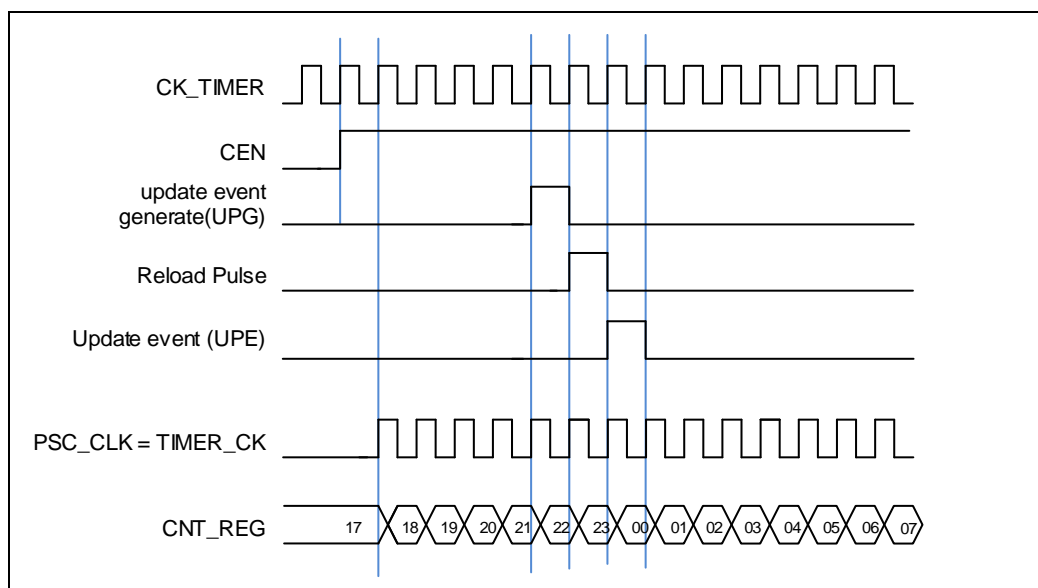 CK_TIMER
CEN
update event
generate(UPG)
Reload Pulse
Update event (UPE)
PSC_CLK = TIMER_CK
CNT_REG 17 18 19 20 21 22 23 00 01 02 03 04 05 06 07